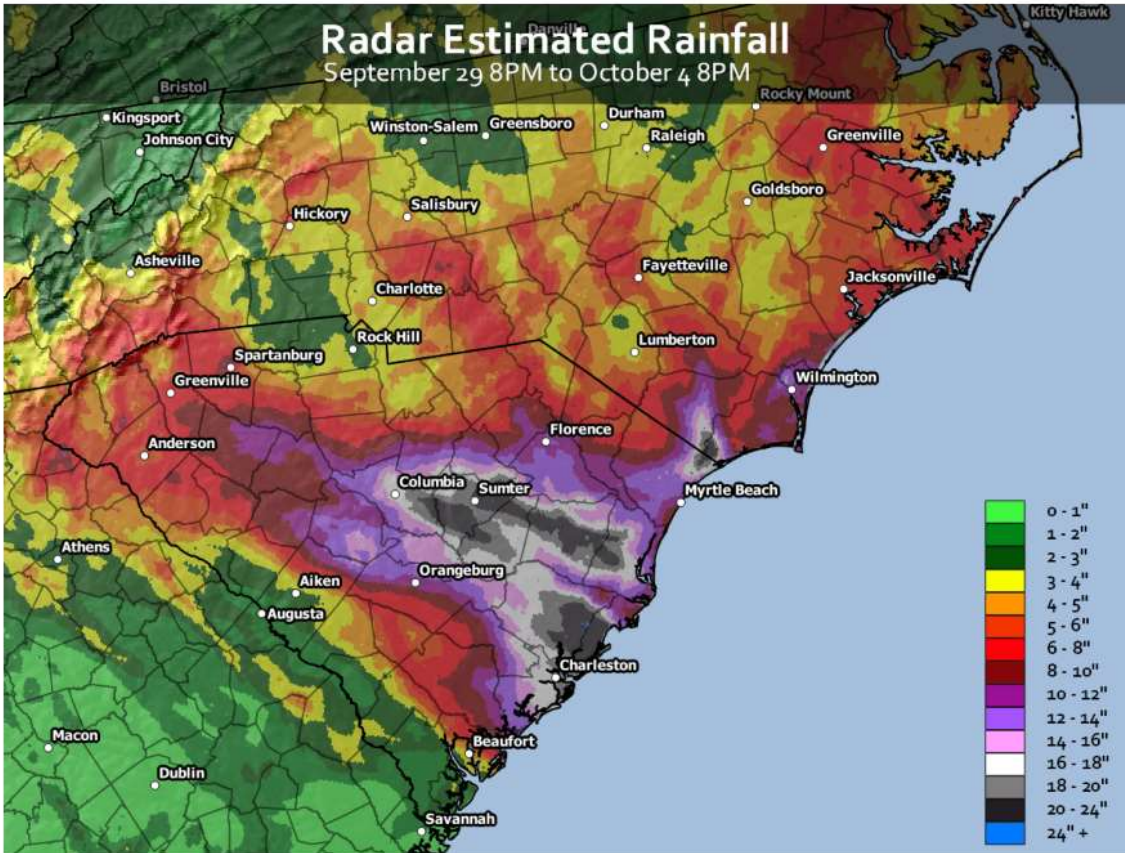 Kitty Hawk
Danville
Radar Estimated Rainfall
September 29 8PM to October 4 8PM
Bristol
Rocky Mount
Kingsport
Durham
Winston-Salem
Greensboro
Johnson City
Raleigh
Greenville
Goldsboro
Hickory
Salisbury
Asheville
Fayetteville
Jacksonville
Charlotte
Rock Hill
Spartanburg
Lumberton
Greenville
Wilmington
Florence
Anderson
Columbia
Sumter
Myrtle Beach
Athens
Orangeburg
Aiken
Augusta
Charleston
Macon
Beaufort
Dublin
Savannah
0 - 1"
1 - 2"
2 - 3"
3 - 4"
4 - 5"
5 - 6"
6 - 8"
8 - 10"
10 - 12"
12 - 14"
14 - 16"
16 - 18"
18 - 20"
20 - 24"
24" +